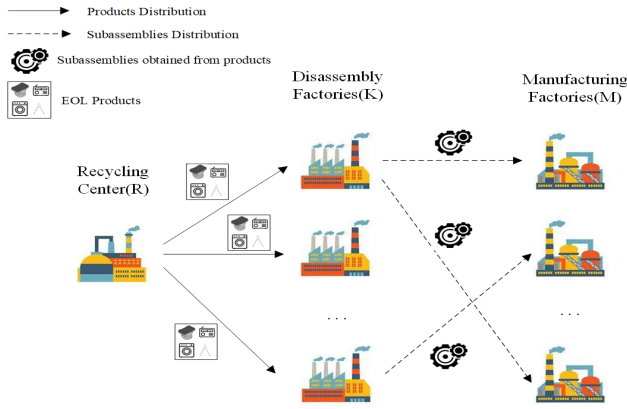 Products Distribution
Subassemblies Distribution
Subassemblies obtained from products
EOL Products
Disassembly
Factories(K)
Manufacturing
Factories(M)
Recycling
Center(R)
. . .
. . .